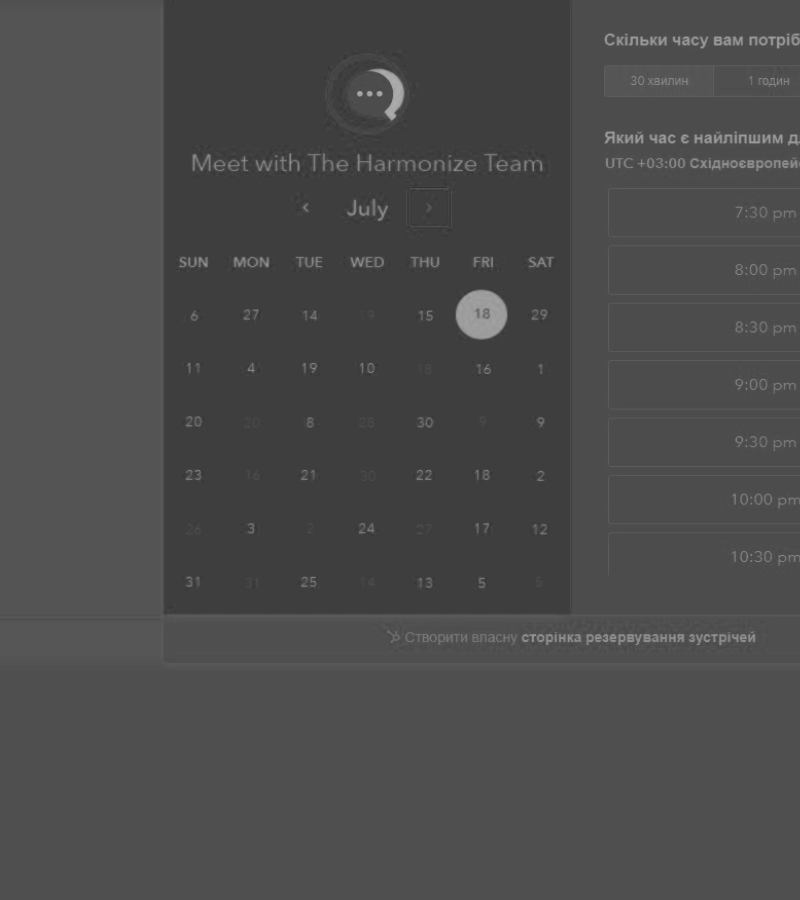 Meet with The Harmonize Team
July
SUN MON TUE WED THU FRI SAT
6 27 14 19 15 18 29
11 4 19 10 18 16 1
20 20 8 28 30 9 9
23 16 21 30 22 18 2
26 3 2 24 27 17 12
31 31 25 14 13 5 5
Скільки часу вам потріб
30 хвилин 1 годин
Який час є найліпшим д
UTC +03:00 Східноєвропей
7:30 pm
8:00 pm
8:30 pm
9:00 pm
9:30 pm
10:00 pm
10:30 pm
Створити власну сторінка резервування зустрічей